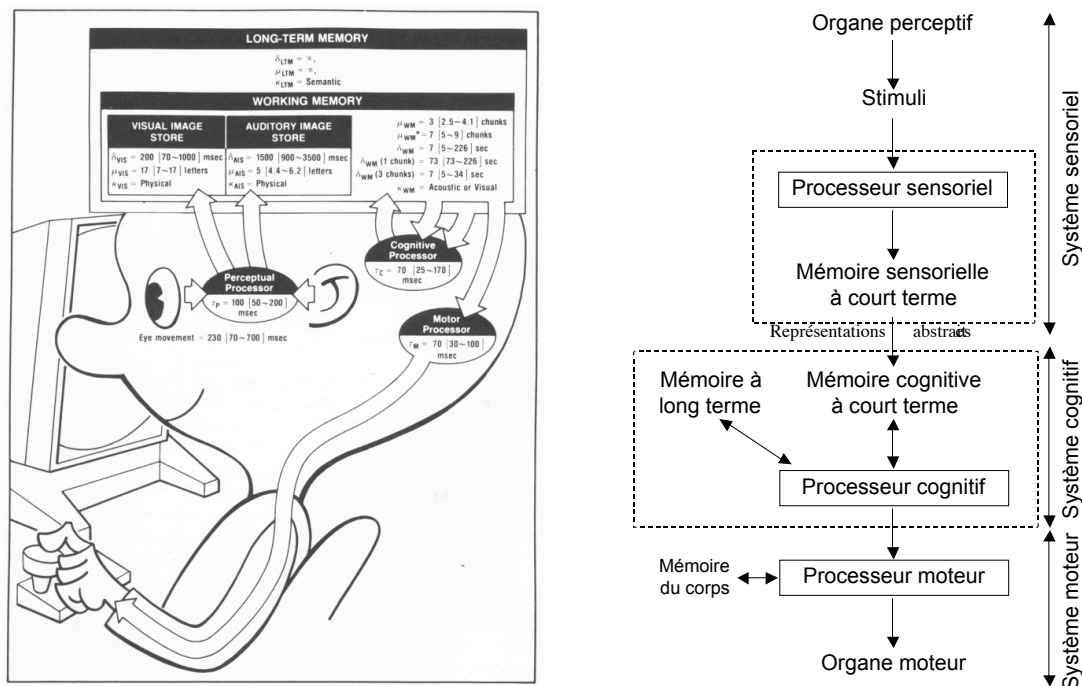 LONG-TERM MEMORY
δLTM = ∞,
μLTM = ∞,
κLTM = Semantic
WORKING MEMORY
VISUAL IMAGE
STORE
δVIS = 200 [70~1000] msec
μVIS = 17 [7~17] letters
κVIS = Physical
AUDITORY IMAGE
STORE
δAIS = 1500 [900~3500] msec
μAIS = 5 [4.4~6.2] letters
κAIS = Physical
μWM = 3 [2.5~4.1] chunks
μWM* = 7 [5~9] chunks
δWM = 7 [5~226] sec
δWM (1 chunk) = 73 [73~226] sec
δWM (3 chunks) = 7 [5~34] sec
κWM = Acoustic or Visual
Cognitive
Processor
τC = 70 [25~170]
msec
Perceptual
Processor
τP = 100 [50~200]
msec
Eye movement = 230 [70~700] msec
Motor
Processor
τM = 70 [30~100]
msec
Organe perceptif
Stimuli
Processeur sensoriel
Mémoire sensorielle
à court terme
Système sensoriel
Représentations abstraites
Mémoire à
long terme
Mémoire cognitive
à court terme
Processeur cognitif
Système cognitif
Mémoire
du corps
Processeur moteur
Organe moteur
Système moteur